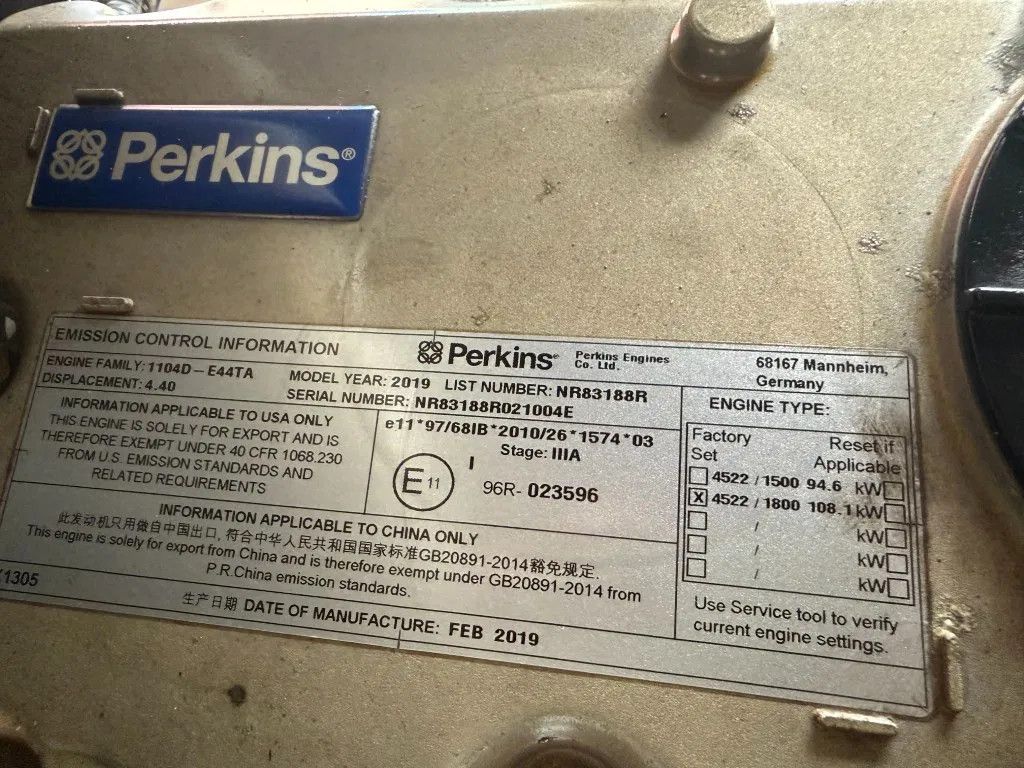 Perkins®
EMISSION CONTROL INFORMATION
Perkins®
Perkins Engines
Co. Ltd.
68167 Mannheim,
Germany
ENGINE FAMILY: 1104D - E44TA
MODEL YEAR: 2019 LIST NUMBER: NR83188R
DISPLACEMENT: 4.40
SERIAL NUMBER: NR83188R021004E
INFORMATION APPLICABLE TO USA ONLY
THIS ENGINE IS SOLELY FOR EXPORT AND IS
THEREFORE EXEMPT UNDER 40 CFR 1068.230
FROM U.S. EMISSION STANDARDS AND
RELATED REQUIREMENTS
e11*97/68IB*2010/26*1574*03
Stage: IIIA
E 11
I
96R- 023596
ENGINE TYPE:
Factory
Set
Reset if
Applicable
4522 / 1500 94.6 kW
X 4522 / 1800 108.1 kW
/ kW
/ kW
/ kW
Use Service tool to verify
current engine settings.
INFORMATION APPLICABLE TO CHINA ONLY
此发动机只用做自中国出口, 符合中华人民共和国国家标准GB20891-2014豁免规定.
This engine is solely for export from China and is therefore exempt under GB20891-2014 from
P.R.China emission standards.
1305
生产日期 DATE OF MANUFACTURE: FEB 2019